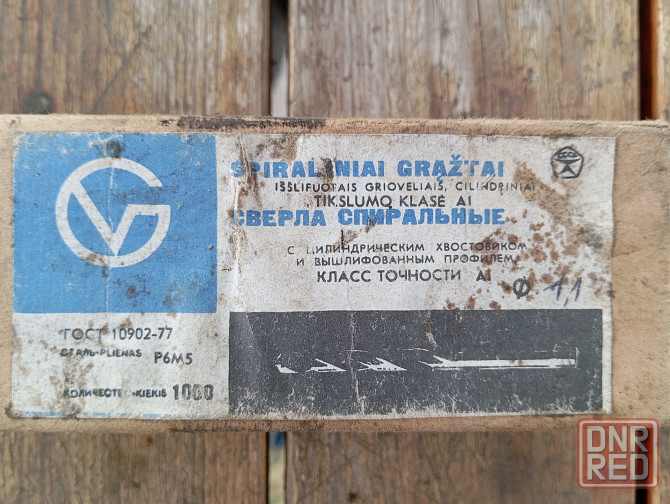 SPIRALINIAI GRĄŽTAI
IŠŠLIFUOTAIS GRIOVELIAIS, CILINDRINIAI
TIKSLUMO KLASĖ A1
СВЕРЛА СПИРАЛЬНЫЕ
С ЦИЛИНДРИЧЕСКИМ ХВОСТОВИКОМ
И ВЫШЛИФОВАННЫМ ПРОФИЛЕМ
КЛАСС ТОЧНОСТИ А1
Ф 1,1
ГОСТ 10902-77
СТАЛЬ-PLIENAS Р6М5
КОЛИЧЕСТВО-KIEKIS 1000
DNR
RED